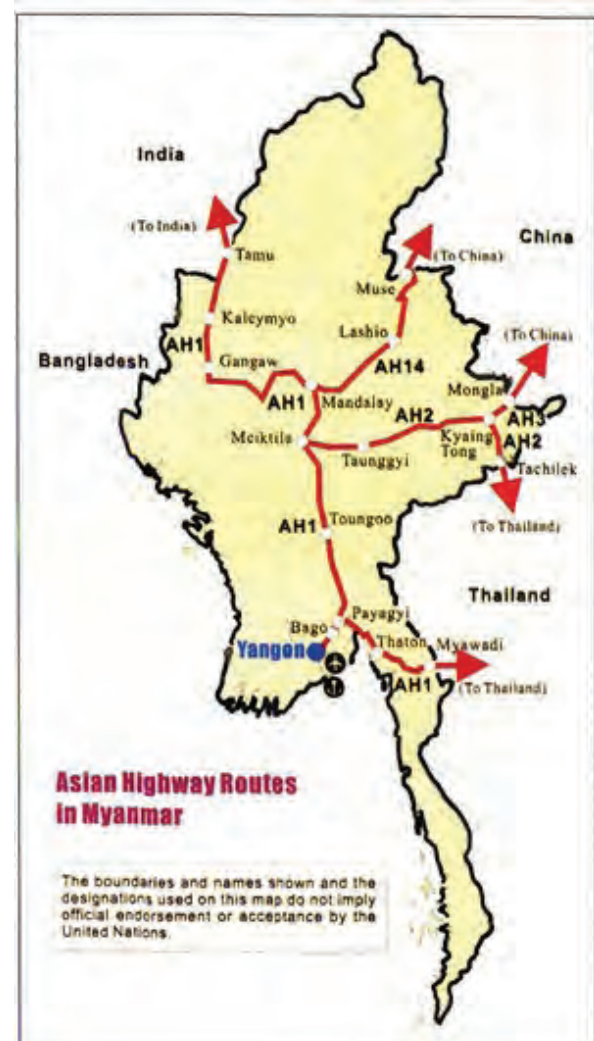 India
(To India)
China
(To China)
Tamu
Muse
Kaleymyo
Lashio
(To China)
Bangladesh
AH1
Gangaw
AH14
Monglar
AH1
Mandalay
AH2
AH3
Meiktila
Kyaing
Tong
AH2
Taunggyi
Tachilek
AH1
Toungoo
(To Thailand)
Thailand
Payagyi
Bago
Thaton
Myawadi
Yangon
AH1
(To Thailand)
Asian Highway Routes
in Myanmar
The boundaries and names shown and the
designations used on this map do not imply
official endorsement or acceptance by the
United Nations.